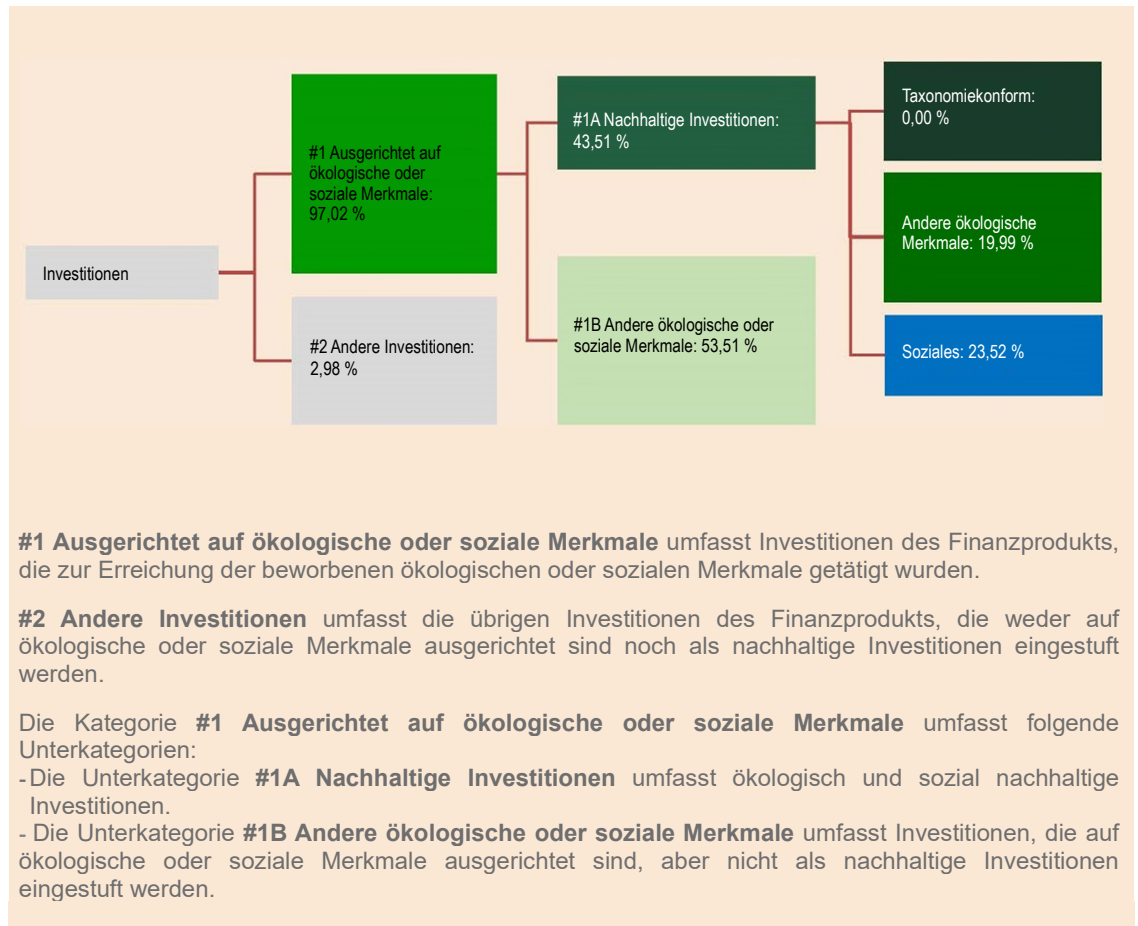 Investitionen
#1 Ausgerichtet auf
ökologische oder
soziale Merkmale:
97,02 %
#2 Andere Investitionen:
2,98 %
#1A Nachhaltige Investitionen:
43,51 %
#1B Andere ökologische oder
soziale Merkmale: 53,51 %
Taxonomiekonform:
0,00 %
Andere ökologische
Merkmale: 19,99 %
Soziales: 23,52 %
#1 Ausgerichtet auf ökologische oder soziale Merkmale umfasst Investitionen des Finanzprodukts,
die zur Erreichung der beworbenen ökologischen oder sozialen Merkmale getätigt wurden.
#2 Andere Investitionen umfasst die übrigen Investitionen des Finanzprodukts, die weder auf
ökologische oder soziale Merkmale ausgerichtet sind noch als nachhaltige Investitionen eingestuft
werden.
Die Kategorie #1 Ausgerichtet auf ökologische oder soziale Merkmale umfasst folgende
Unterkategorien:
-Die Unterkategorie #1A Nachhaltige Investitionen umfasst ökologisch und sozial nachhaltige
Investitionen.
- Die Unterkategorie #1B Andere ökologische oder soziale Merkmale umfasst Investitionen, die auf
ökologische oder soziale Merkmale ausgerichtet sind, aber nicht als nachhaltige Investitionen
eingestuft werden.